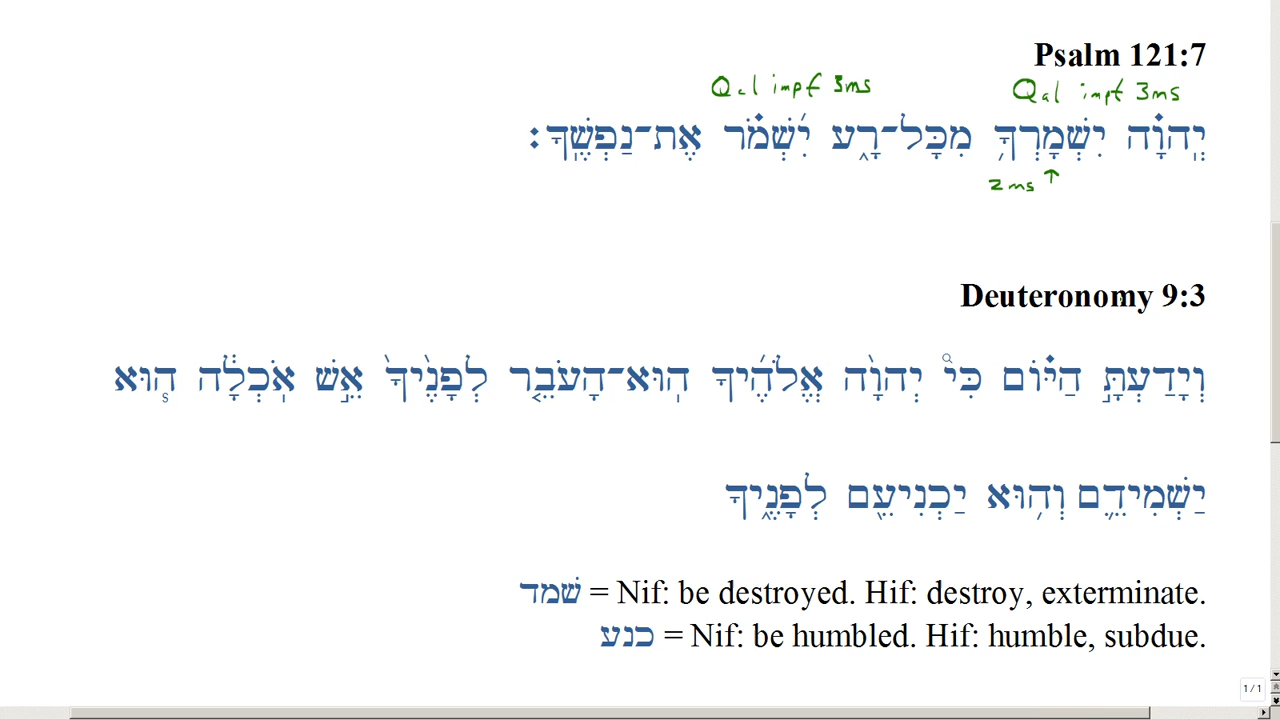 Psalm 121:7
Qal impf 3ms Qal impf 3ms
יְֽהוָ֗ה יִשְׁמָרְךָ֥ מִכָּל־רָ֑ע יִ֝שְׁמֹ֗ר אֶת־נַפְשֶֽׁךָ׃
2ms ↑
Deuteronomy 9:3
וְיָדַעְתָּ֣ הַיּ֗וֹם כִּי֩ יְהוָ֨ה אֱלֹהֶ֜יךָ הֽוּא־הָעֹבֵ֤ר לְפָנֶ֙יךָ֙ אֵ֣שׁ אֹֽכְלָ֔ה ה֧וּא
יַשְׁמִידֵ֛ם וְה֥וּא יַכְנִיעֵ֖ם לְפָנֶ֑יךָ
שׁמד = Nif: be destroyed. Hif: destroy, exterminate.
כנע = Nif: be humbled. Hif: humble, subdue.
1/1